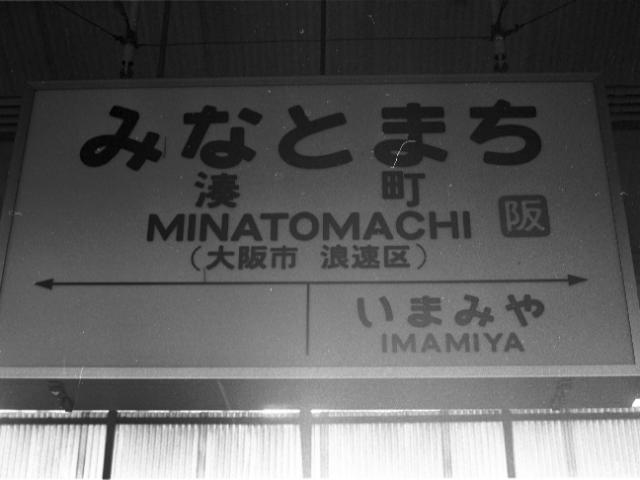 みなとまち
湊町
MINATOMACHI 阪
(大阪市 浪速区)
いまみや
IMAMIYA